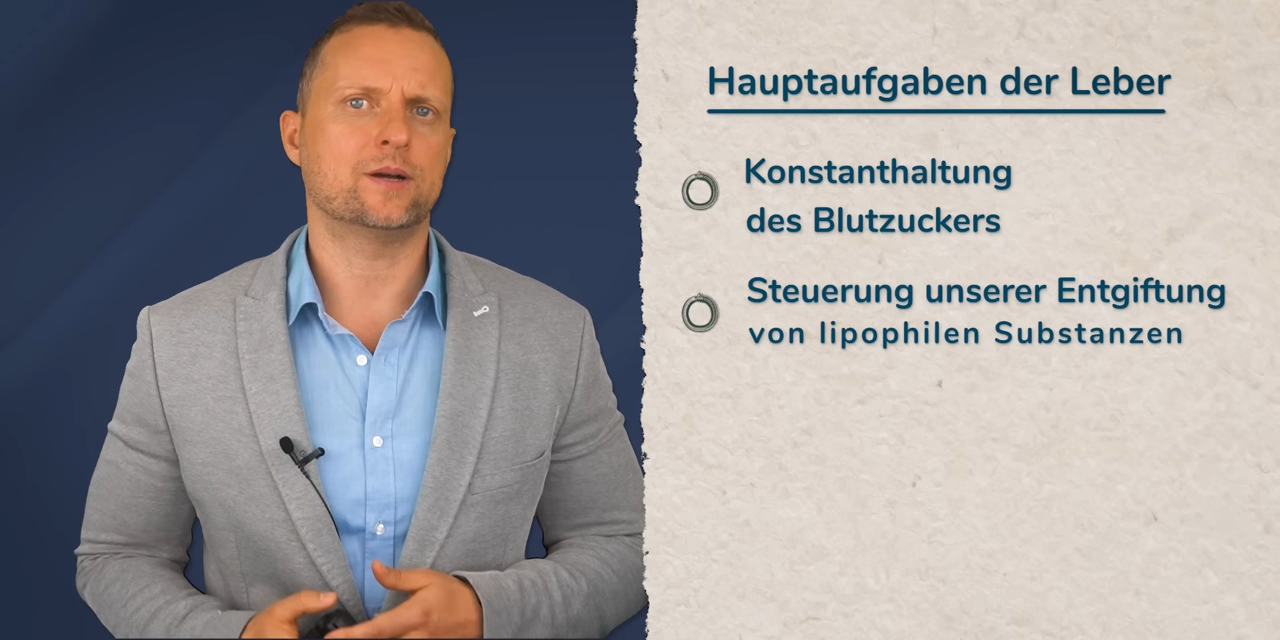 Hauptaufgaben der Leber
Konstanthaltung
des Blutzuckers
Steuerung unserer Entgiftung
von lipophilen Substanzen